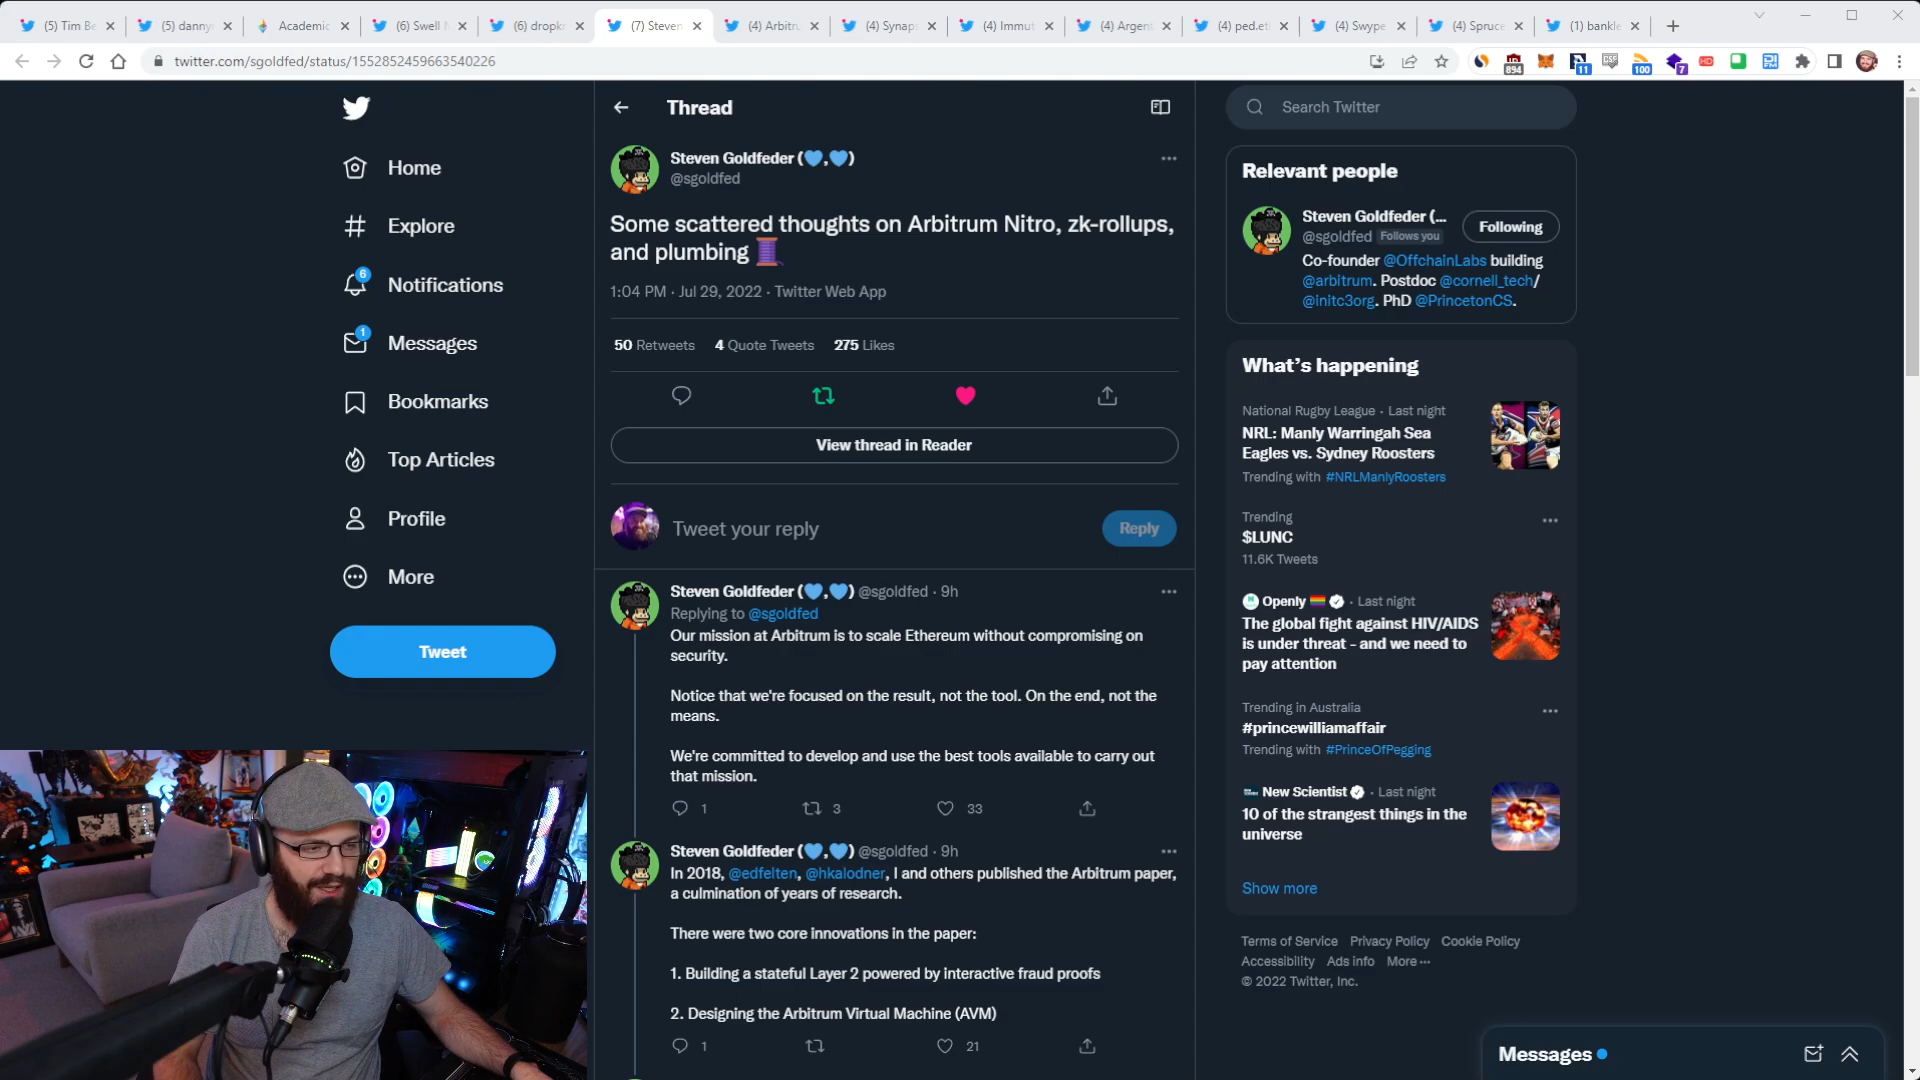 (5) Tim Be
(5) danny
Academic
(6) Swell N
(6) dropkr
(7) Steven
(4) Arbitru
(4) Synaps
(4) Immut
(4) Argent
(4) ped.et
(4) Swype
(4) Spruce
(1) bankle
twitter.com/sgoldfed/status/1552852459663540226
894
11
100
7
HD
Home
Explore
6
Notifications
1
Messages
Bookmarks
Top Articles
Profile
More
Tweet
Thread
Steven Goldfeder (💙,💙)
@sgoldfed
Some scattered thoughts on Arbitrum Nitro, zk-rollups,
and plumbing 🧵
1:04 PM · Jul 29, 2022 · Twitter Web App
50 Retweets 4 Quote Tweets 275 Likes
View thread in Reader
Tweet your reply
Reply
Steven Goldfeder (💙,💙) @sgoldfed · 9h
Replying to @sgoldfed
Our mission at Arbitrum is to scale Ethereum without compromising on
security.
Notice that we're focused on the result, not the tool. On the end, not the
means.
We're committed to develop and use the best tools available to carry out
that mission.
1 3 33
Steven Goldfeder (💙,💙) @sgoldfed · 9h
In 2018, @edfelten, @hkalodner, I and others published the Arbitrum paper,
a culmination of years of research.
There were two core innovations in the paper:
1. Building a stateful Layer 2 powered by interactive fraud proofs
2. Designing the Arbitrum Virtual Machine (AVM)
1 21
Search Twitter
Relevant people
Steven Goldfeder (...
@sgoldfed Follows you
Following
Co-founder @OffchainLabs building
@arbitrum. Postdoc @cornell_tech/
@initc3org. PhD @PrincetonCS.
What's happening
National Rugby League · Last night
NRL: Manly Warringah Sea
Eagles vs. Sydney Roosters
Trending with #NRLManlyRoosters
Trending
$LUNC
11.6K Tweets
Openly 🏳️‍🌈 · Last night
The global fight against HIV/AIDS
is under threat - and we need to
pay attention
Trending in Australia
#princewilliamaffair
Trending with #PrinceOfPegging
New Scientist · Last night
10 of the strangest things in the
universe
Show more
Terms of Service Privacy Policy Cookie Policy
Accessibility Ads info More ···
© 2022 Twitter, Inc.
Messages